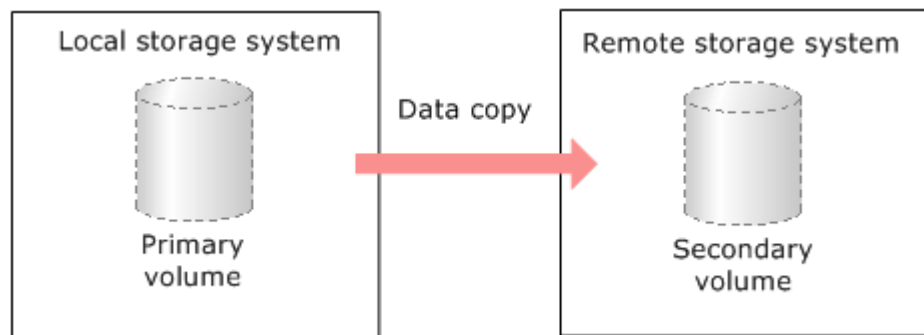 Local storage system
Primary
volume
Data copy
Remote storage system
Secondary
volume